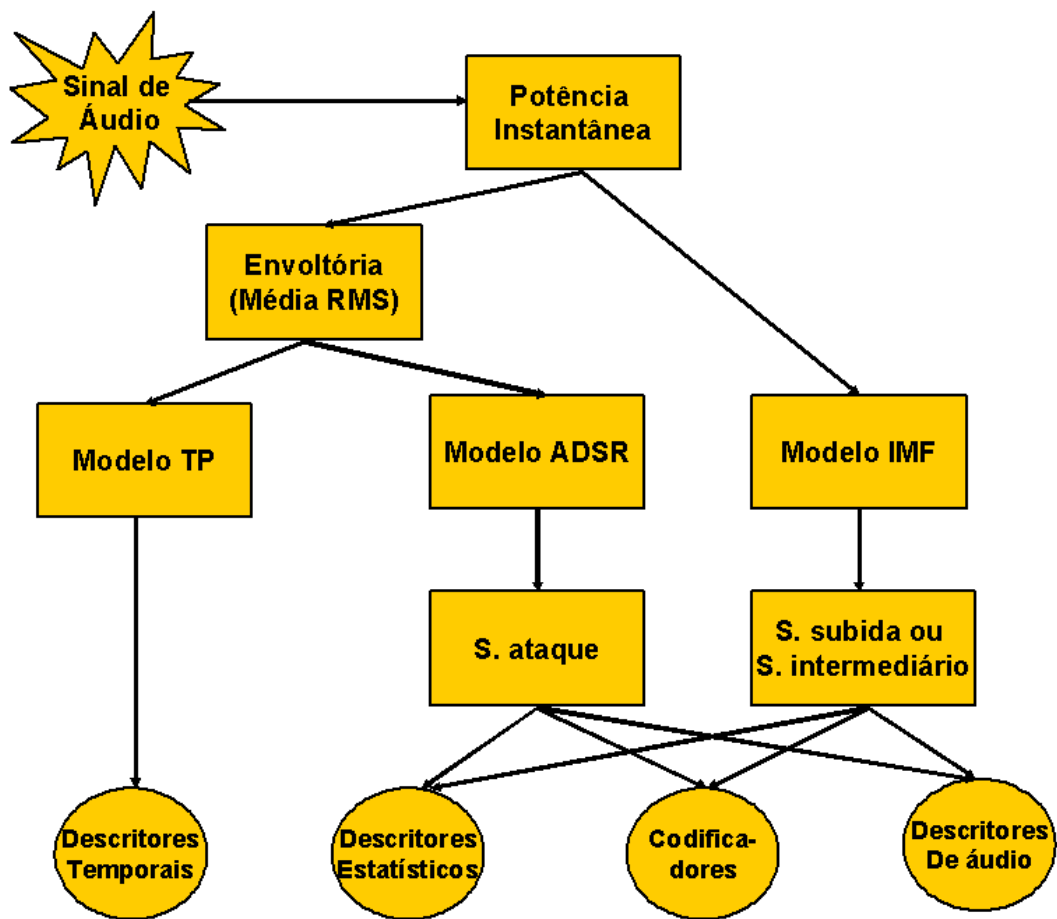 Sinal de
Áudio
Potência
Instantânea
Envoltória
(Média RMS)
Modelo TP
Modelo ADSR
Modelo IMF
S. ataque
S. subida ou
S. intermediário
Descritores
Temporais
Descritores
Estatísticos
Codifica-
dores
Descritores
De áudio